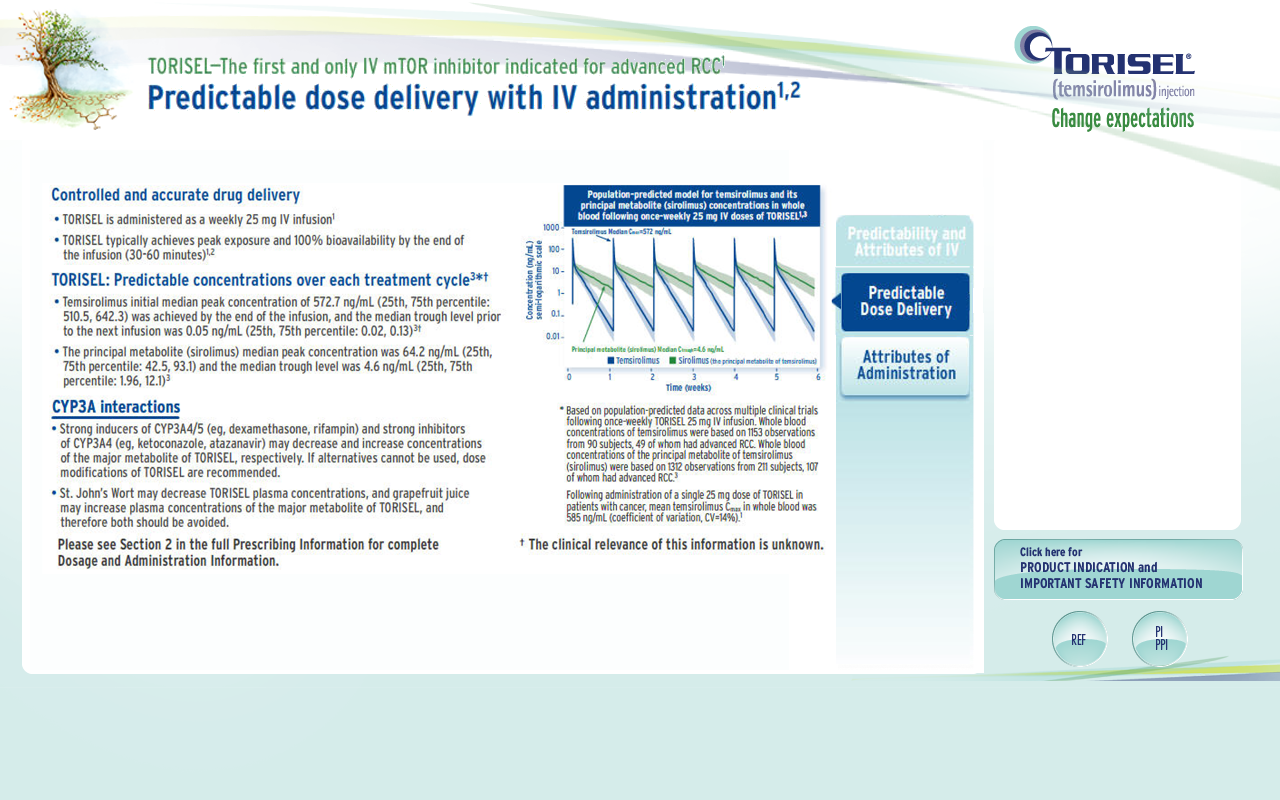 TORISEL—The first and only IV mTOR inhibitor indicated for advanced RCC¹
Predictable dose delivery with IV administration¹,²
TORISEL®
(temsirolimus) injection
Change expectations
Controlled and accurate drug delivery
• TORISEL is administered as a weekly 25 mg IV infusion¹
• TORISEL typically achieves peak exposure and 100% bioavailability by the end of
the infusion (30-60 minutes)¹,²
TORISEL: Predictable concentrations over each treatment cycle³*†
• Temsirolimus initial median peak concentration of 572.7 ng/mL (25th, 75th percentile:
510.5, 642.3) was achieved by the end of the infusion, and the median trough level prior
to the next infusion was 0.05 ng/mL (25th, 75th percentile: 0.02, 0.13)³†
• The principal metabolite (sirolimus) median peak concentration was 64.2 ng/mL (25th,
75th percentile: 42.5, 93.1) and the median trough level was 4.6 ng/mL (25th, 75th
percentile: 1.96, 12.1)³
CYP3A interactions
• Strong inducers of CYP3A4/5 (eg, dexamethasone, rifampin) and strong inhibitors
of CYP3A4 (eg, ketoconazole, atazanavir) may decrease and increase concentrations
of the major metabolite of TORISEL, respectively. If alternatives cannot be used, dose
modifications of TORISEL are recommended.
• St. John's Wort may decrease TORISEL plasma concentrations, and grapefruit juice
may increase plasma concentrations of the major metabolite of TORISEL, and
therefore both should be avoided.
Please see Section 2 in the full Prescribing Information for complete
Dosage and Administration Information.
Population-predicted model for temsirolimus and its
principal metabolite (sirolimus) concentrations in whole
blood following once-weekly 25 mg IV doses of TORISEL¹,³
Temsirolimus Median Cmax=572 ng/mL
Concentration (ng/mL)
semi-logarithmic scale
1000
100
10
1
0.1
0.01
Principal metabolite (sirolimus) Median Ctrough=4.6 ng/mL
Temsirolimus Sirolimus (the principal metabolite of temsirolimus)
0 1 2 3 4 5 6
Time (weeks)
* Based on population-predicted data across multiple clinical trials
following once-weekly TORISEL 25 mg IV infusion. Whole blood
concentrations of temsirolimus were based on 1153 observations
from 90 subjects, 49 of whom had advanced RCC. Whole blood
concentrations of the principal metabolite of temsirolimus
(sirolimus) were based on 1312 observations from 211 subjects, 107
of whom had advanced RCC.³
Following administration of a single 25 mg dose of TORISEL in
patients with cancer, mean temsirolimus Cmax in whole blood was
585 ng/mL (coefficient of variation, CV=14%).¹
† The clinical relevance of this information is unknown.
Predictability and
Attributes of IV
Predictable
Dose Delivery
Attributes of
Administration
Click here for
PRODUCT INDICATION and
IMPORTANT SAFETY INFORMATION
REF
PI
PPI